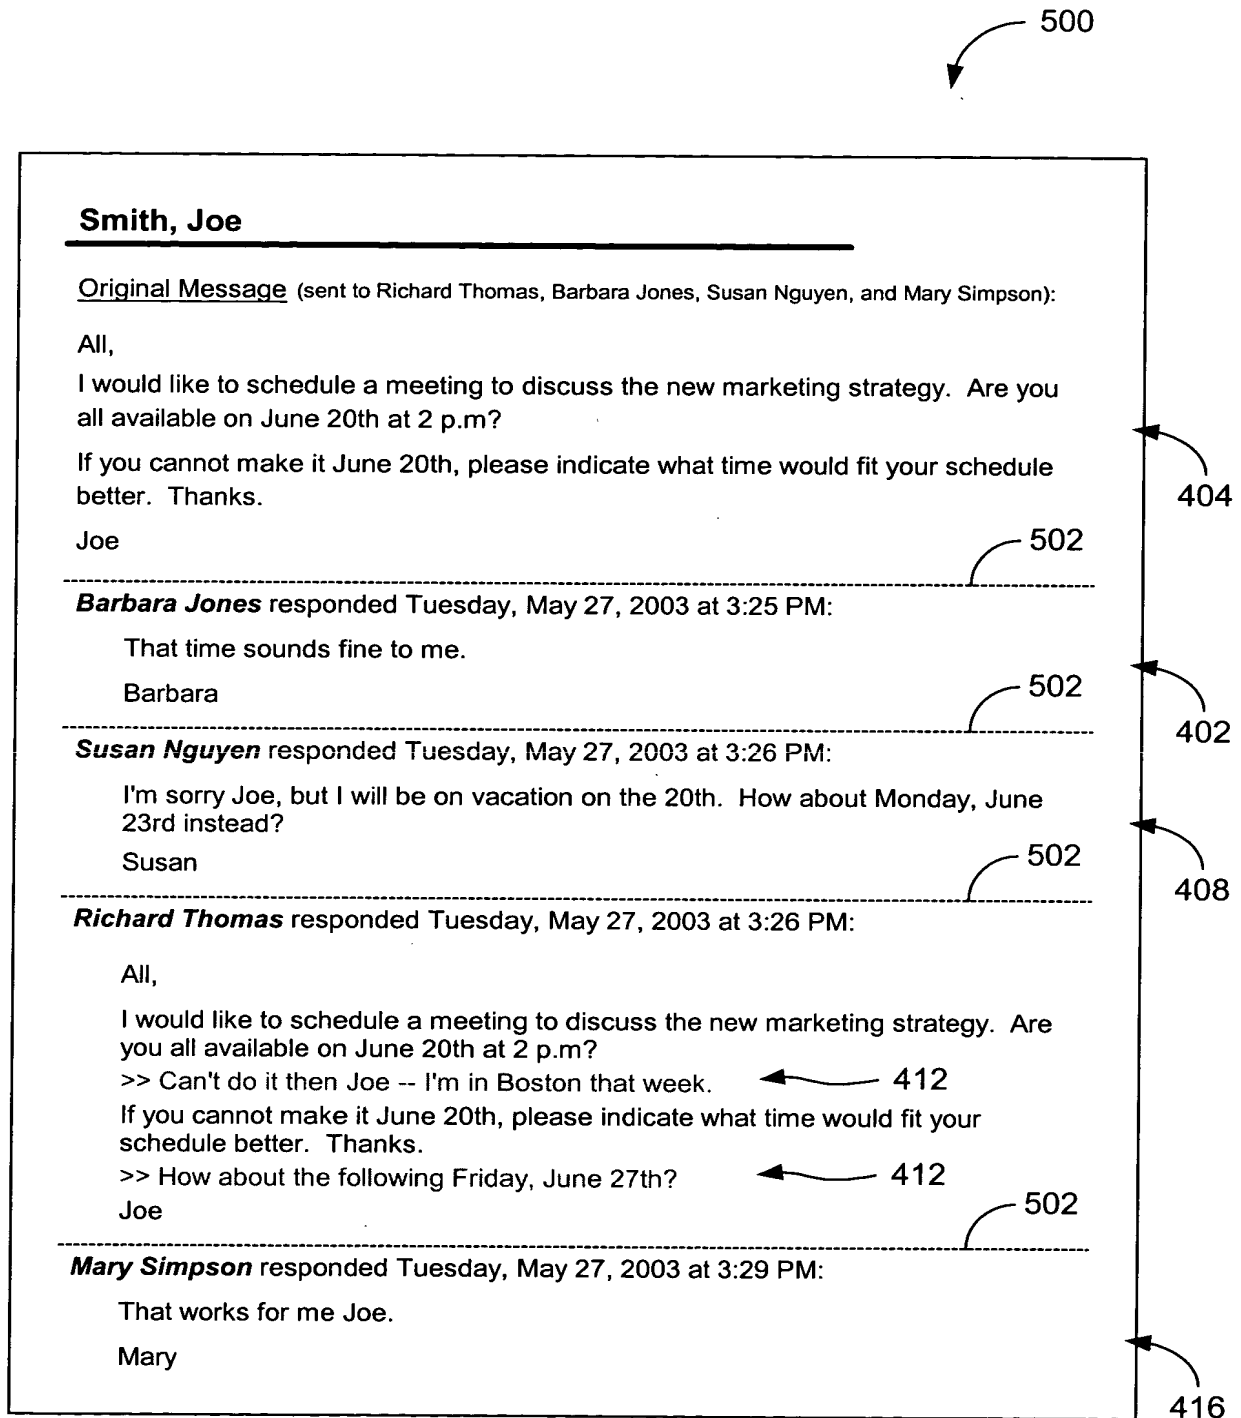 500
Smith, Joe
Original Message (sent to Richard Thomas, Barbara Jones, Susan Nguyen, and Mary Simpson):
All,
I would like to schedule a meeting to discuss the new marketing strategy.  Are you
all available on June 20th at 2 p.m?
If you cannot make it June 20th, please indicate what time would fit your schedule
better.  Thanks.
404
Joe
502
Barbara Jones responded Tuesday, May 27, 2003 at 3:25 PM:
That time sounds fine to me.
Barbara
502
402
Susan Nguyen responded Tuesday, May 27, 2003 at 3:26 PM:
I'm sorry Joe, but I will be on vacation on the 20th.  How about Monday, June
23rd instead?
Susan
502
408
Richard Thomas responded Tuesday, May 27, 2003 at 3:26 PM:
All,
I would like to schedule a meeting to discuss the new marketing strategy.  Are
you all available on June 20th at 2 p.m?
>> Can't do it then Joe -- I'm in Boston that week.
412
If you cannot make it June 20th, please indicate what time would fit your
schedule better.  Thanks.
>> How about the following Friday, June 27th?
412
Joe
502
Mary Simpson responded Tuesday, May 27, 2003 at 3:29 PM:
That works for me Joe.
Mary
416